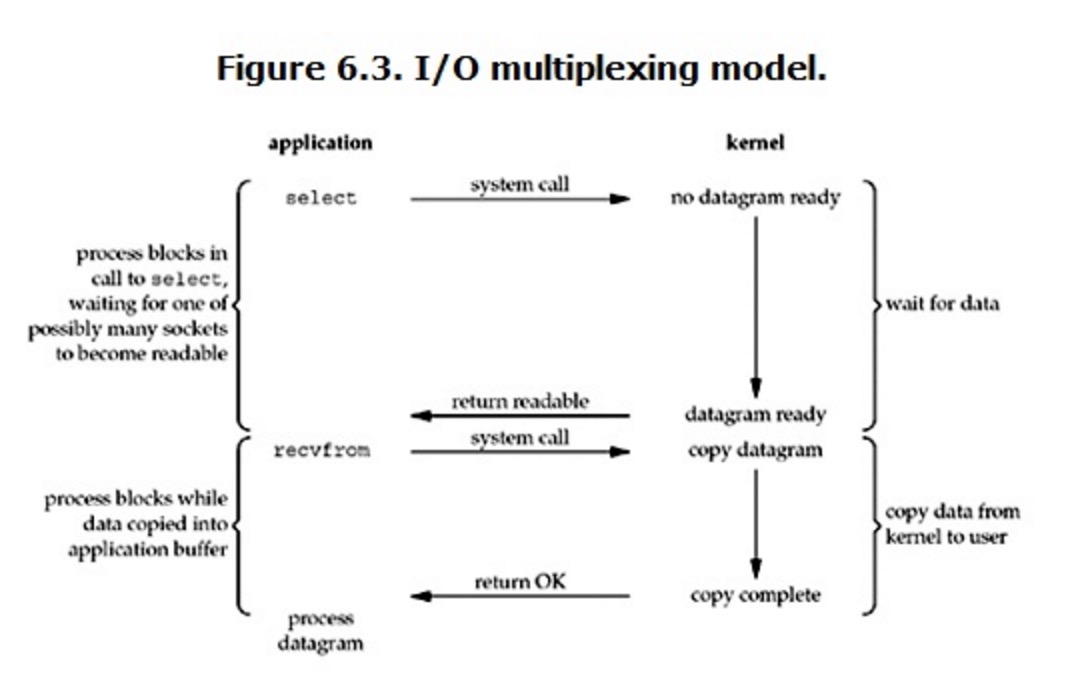 Figure 6.3. I/O multiplexing model.
application
kernel
select
system call
no datagram ready
process blocks in
call to select,
waiting for one of
possibly many sockets
to become readable
wait for data
return readable
datagram ready
recvfrom
system call
copy datagram
process blocks while
data copied into
application buffer
copy data from
kernel to user
return OK
copy complete
process
datagram